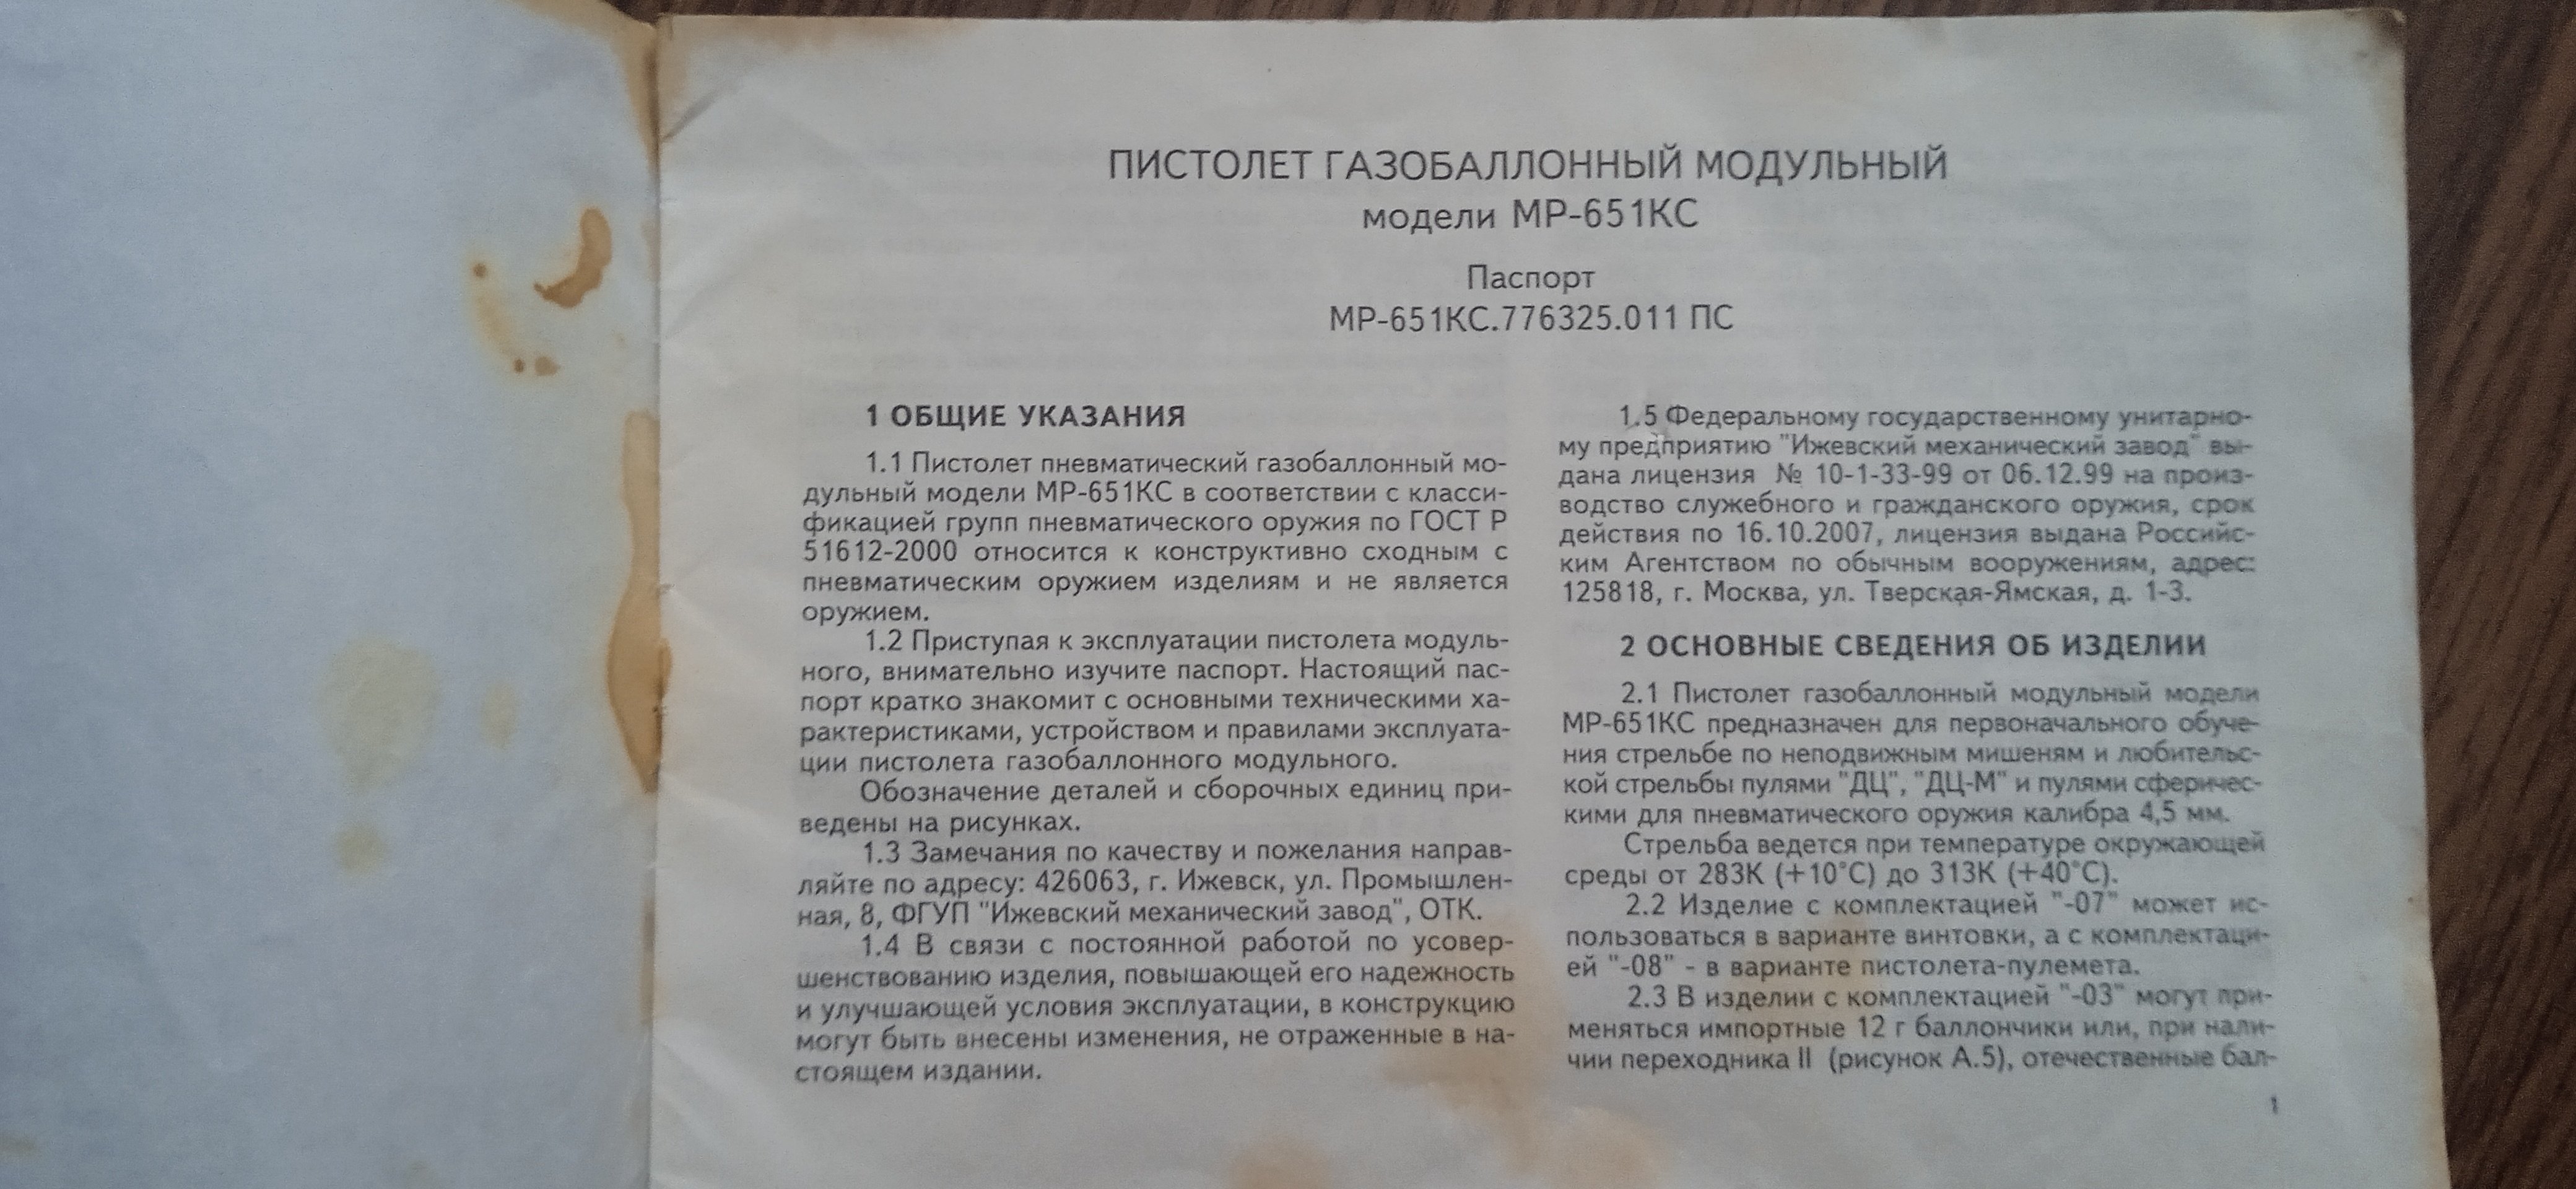 ПИСТОЛЕТ ГАЗОБАЛЛОННЫЙ МОДУЛЬНЫЙ
модели МР-651КС
Паспорт
МР-651КС.776325.011 ПС
1 ОБЩИЕ УКАЗАНИЯ
1.1 Пистолет пневматический газобаллонный мо-
дульный модели МР-651КС в соответствии с класси-
фикацией групп пневматического оружия по ГОСТ Р
51612-2000 относится к конструктивно сходным с
пневматическим оружием изделиям и не является
оружием.
1.2 Приступая к эксплуатации пистолета модуль-
ного, внимательно изучите паспорт. Настоящий пас-
порт кратко знакомит с основными техническими ха-
рактеристиками, устройством и правилами эксплуата-
ции пистолета газобаллонного модульного.
Обозначение деталей и сборочных единиц при-
ведены на рисунках.
1.3 Замечания по качеству и пожелания направ-
ляйте по адресу: 426063, г. Ижевск, ул. Промышлен-
ная, 8, ФГУП "Ижевский механический завод", ОТК.
1.4 В связи с постоянной работой по усовер-
шенствованию изделия, повышающей его надежность
и улучшающей условия эксплуатации, в конструкцию
могут быть внесены изменения, не отраженные в на-
стоящем издании.
1.5 Федеральному государственному унитарно-
му предприятию "Ижевский механический завод" вы-
дана лицензия № 10-1-33-99 от 06.12.99 на произ-
водство служебного и гражданского оружия, срок
действия по 16.10.2007, лицензия выдана Российс-
ким Агентством по обычным вооружениям, адрес:
125818, г. Москва, ул. Тверская-Ямская, д. 1-3.
2 ОСНОВНЫЕ СВЕДЕНИЯ ОБ ИЗДЕЛИИ
2.1 Пистолет газобаллонный модульный модели
МР-651КС предназначен для первоначального обуче-
ния стрельбе по неподвижным мишеням и любительс-
кой стрельбы пулями "ДЦ", "ДЦ-М" и пулями сферичес-
кими для пневматического оружия калибра 4,5 мм.
Стрельба ведется при температуре окружающей
среды от 283К (+10°С) до 313К (+40°С).
2.2 Изделие с комплектацией "-07" может ис-
пользоваться в варианте винтовки, а с комплектаци-
ей "-08" - в варианте пистолета-пулемета.
2.3 В изделии с комплектацией "-03" могут при-
меняться импортные 12 г баллончики или, при нали-
чии переходника II (рисунок А.5), отечественные бал-
1